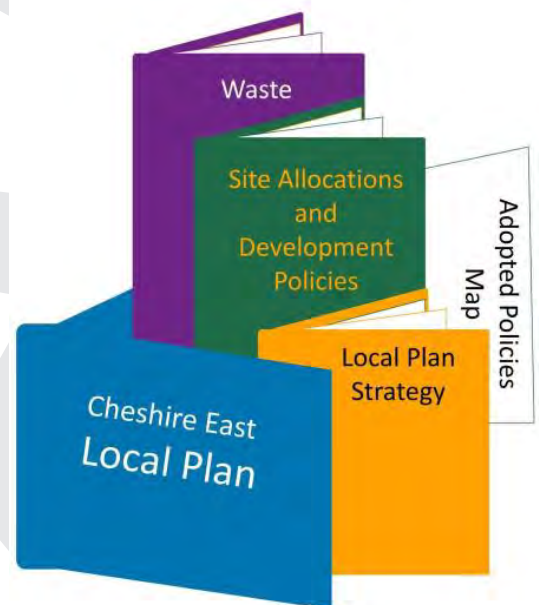 Waste
Site Allocations
and
Development
Policies
Adopted Policies
Map
Local Plan
Strategy
Cheshire East
Local Plan